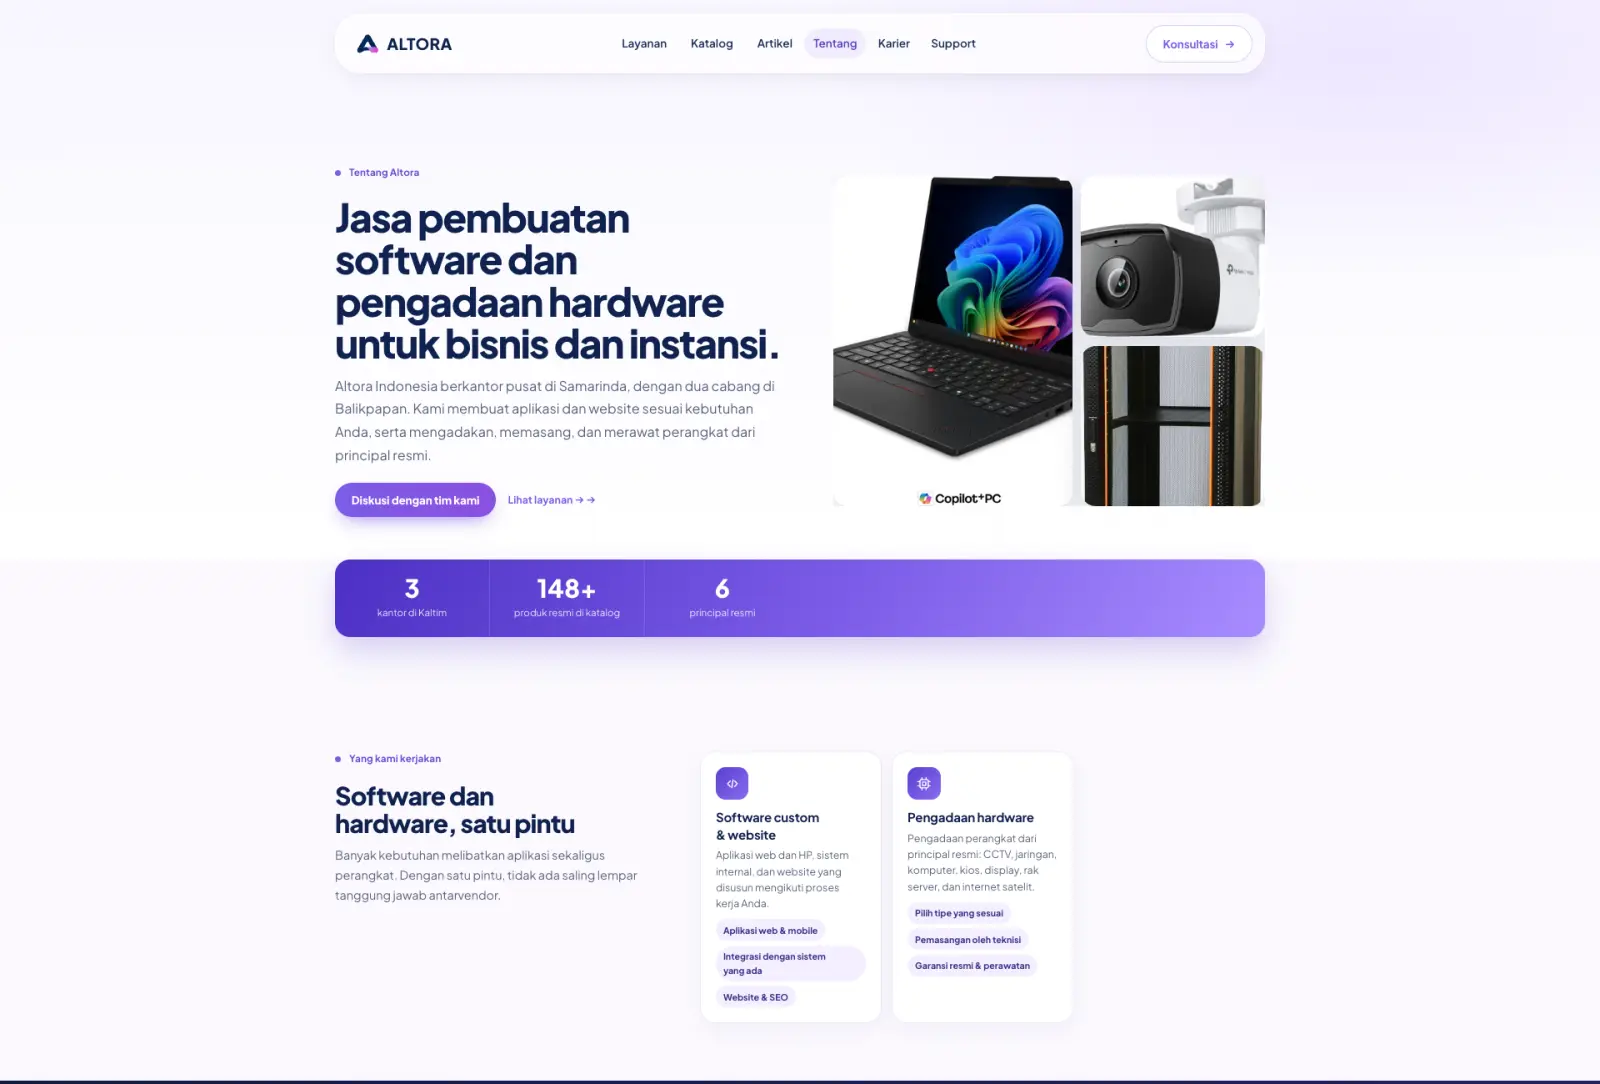 ALTORA
Layanan
Katalog
Artikel
Tentang
Karier
Support
Konsultasi →
Tentang Altora
Jasa pembuatan
software dan
pengadaan hardware
untuk bisnis dan instansi.
Altora Indonesia berkantor pusat di Samarinda, dengan dua cabang di
Balikpapan. Kami membuat aplikasi dan website sesuai kebutuhan
Anda, serta mengadakan, memasang, dan merawat perangkat dari
principal resmi.
Diskusi dengan tim kami
Lihat layanan → →
Copilot+PC
3
kantor di Kaltim
148+
produk resmi di katalog
6
principal resmi
Yang kami kerjakan
Software dan
hardware, satu pintu
Banyak kebutuhan melibatkan aplikasi sekaligus
perangkat. Dengan satu pintu, tidak ada saling lempar
tanggung jawab antarvendor.
Software custom
& website
Aplikasi web dan HP, sistem
internal, dan website yang
disusun mengikuti proses
kerja Anda.
Aplikasi web & mobile
Integrasi dengan sistem
yang ada
Website & SEO
Pengadaan hardware
Pengadaan perangkat dari
principal resmi: CCTV, jaringan,
komputer, kios, display, rak
server, dan internet satelit.
Pilih tipe yang sesuai
Pemasangan oleh teknisi
Garansi resmi & perawatan